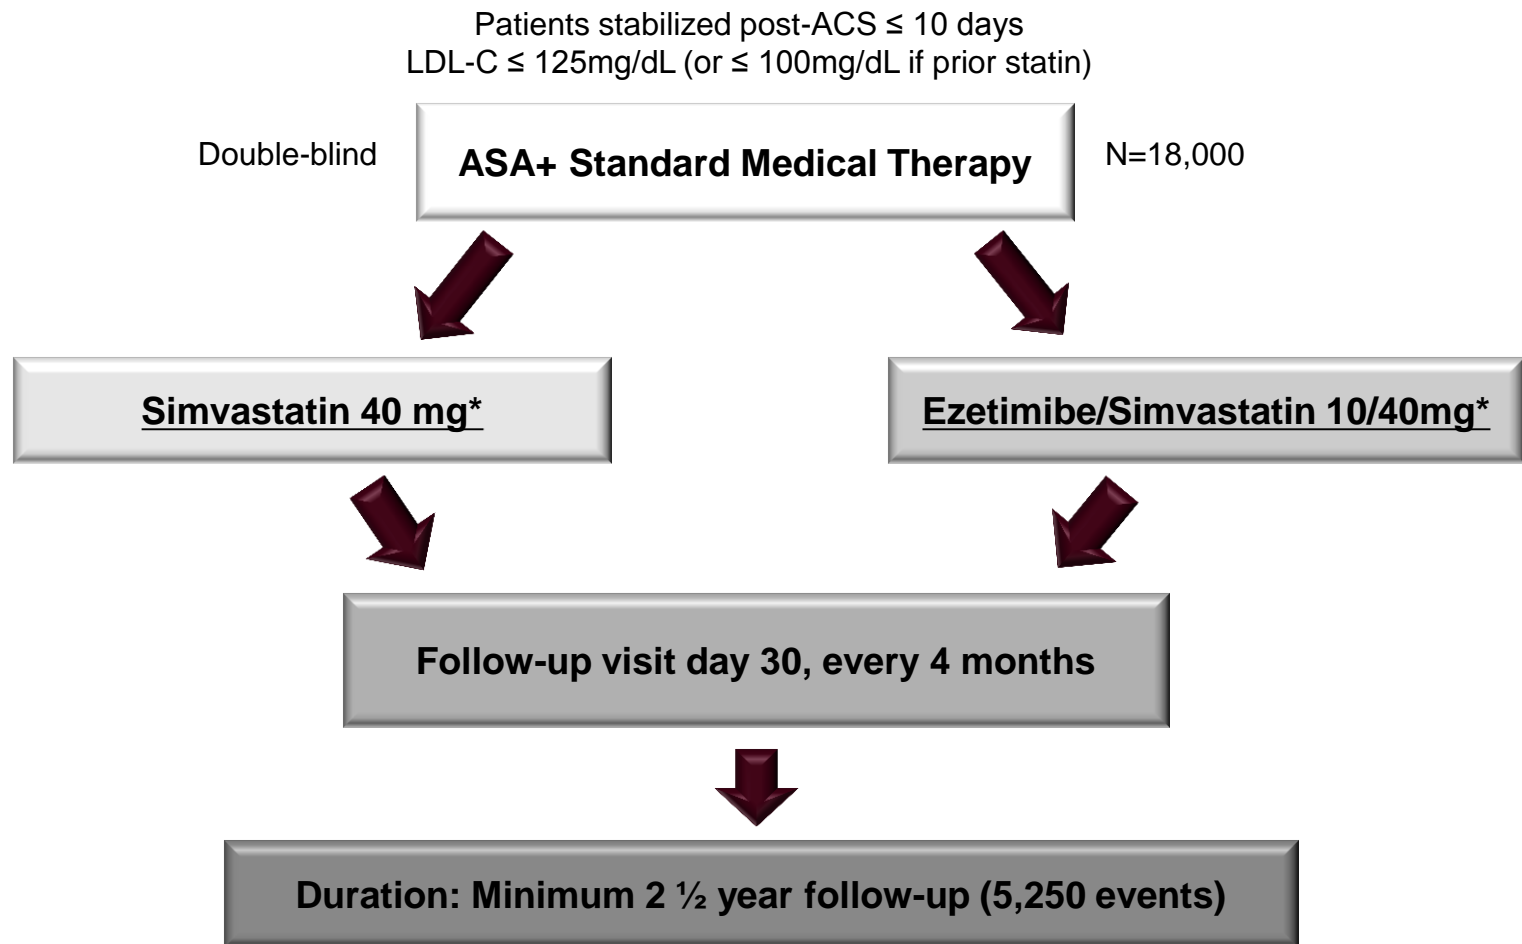 Patients stabilized post-ACS ≤ 10 days
LDL-C ≤ 125mg/dL (or ≤ 100mg/dL if prior statin)
Double-blind
ASA+ Standard Medical Therapy
N=18,000
Simvastatin 40 mg*
Ezetimibe/Simvastatin 10/40mg*
Follow-up visit day 30, every 4 months
Duration: Minimum 2 ½ year follow-up (5,250 events)